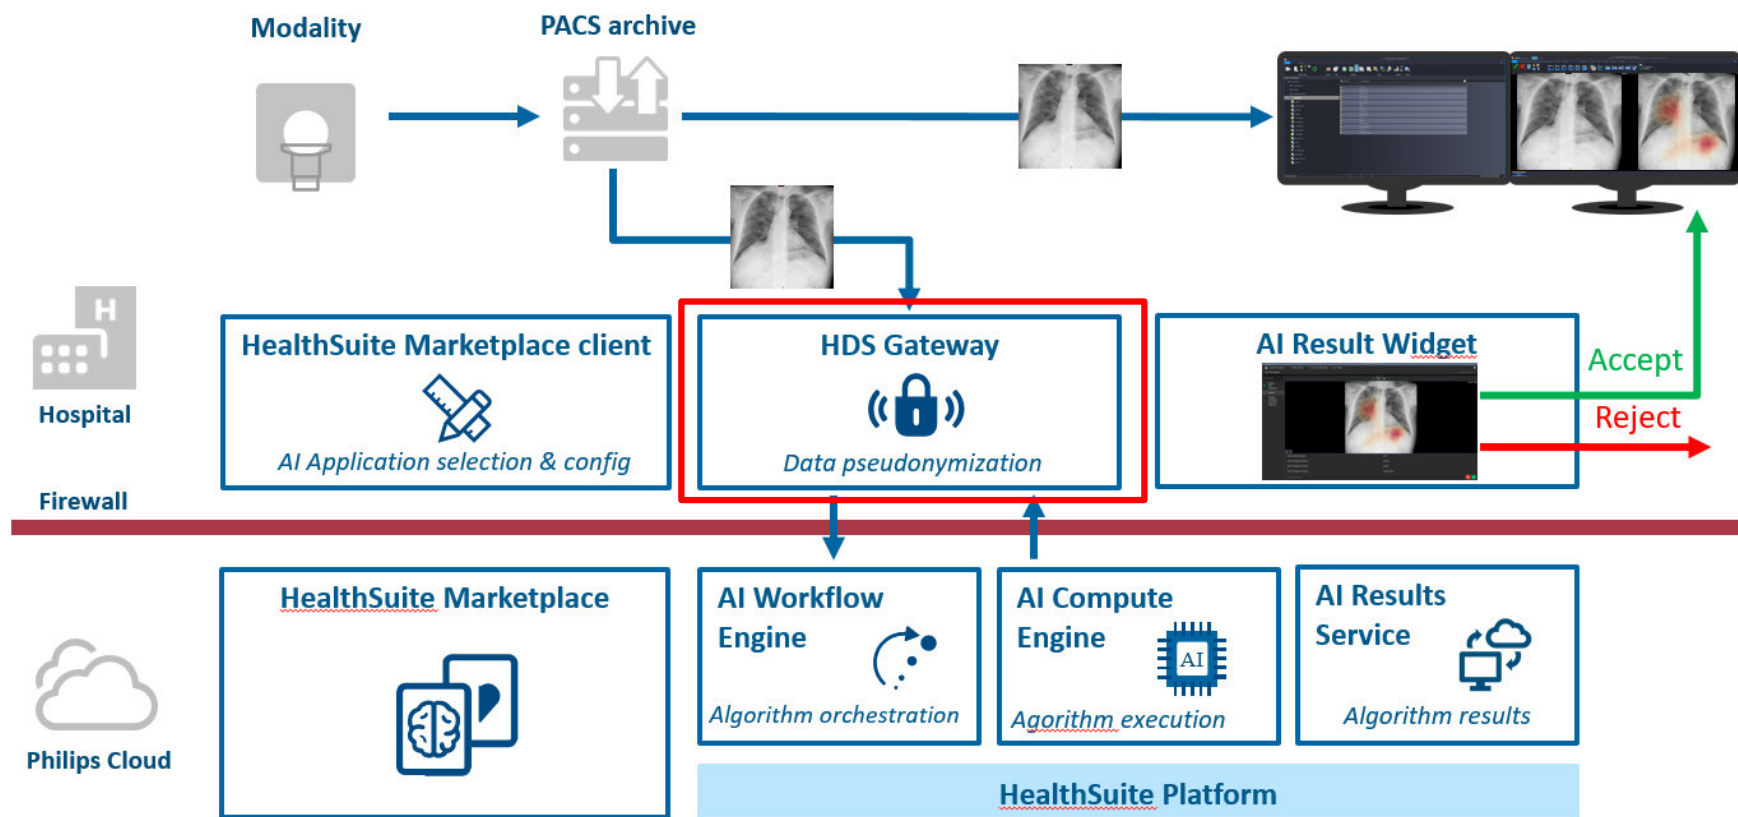 Modality
PACS archive
H
Hospital
HealthSuite Marketplace client
AI Application selection & config
HDS Gateway
Data pseudonymization
AI Result Widget
Accept
Reject
Firewall
HealthSuite Marketplace
AI Workflow
Engine
Algorithm orchestration
AI Compute
Engine
AI
Agorithm execution
AI Results
Service
Algorithm results
Philips Cloud
HealthSuite Platform